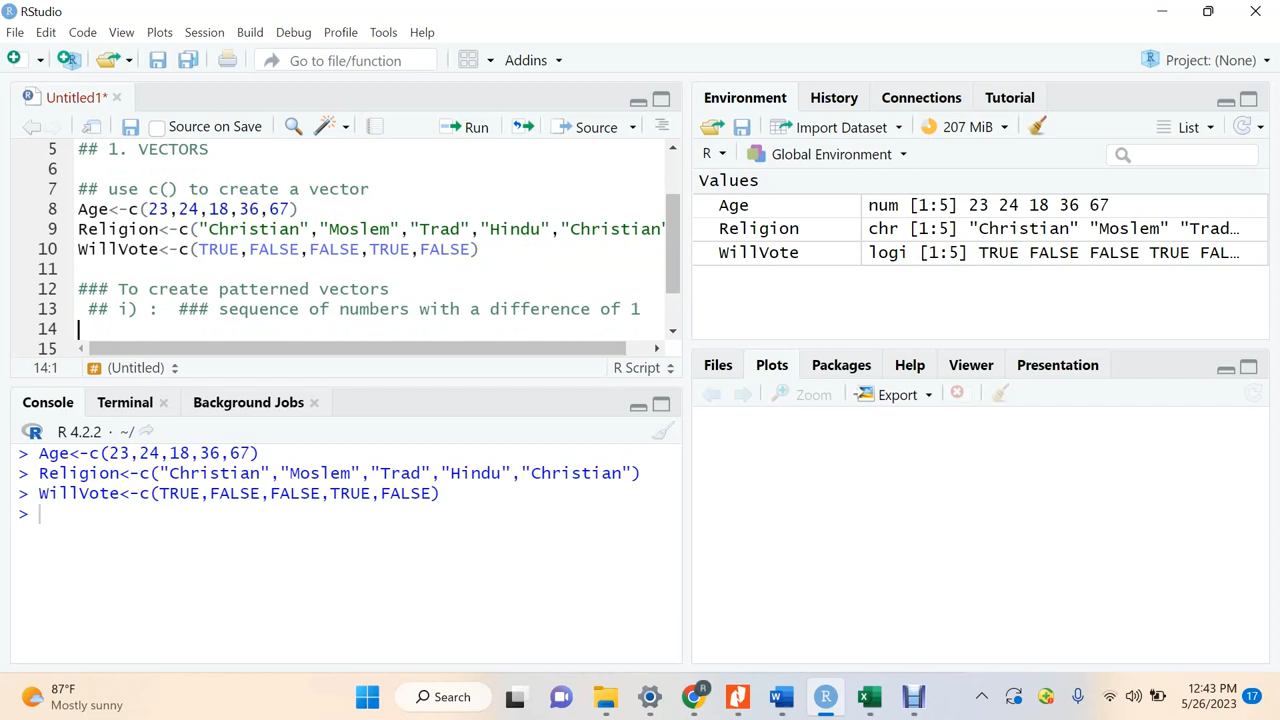 RStudio
File Edit Code View Plots Session Build Debug Profile Tools Help
Go to file/function
Addins
Project: (None)
Untitled1*
Source on Save
Run
Source
5 ## 1. VECTORS
6
7 ## use c() to create a vector
8 Age<-c(23,24,18,36,67)
9 Religion<-c("Christian","Moslem","Trad","Hindu","Christian"
10 WillVote<-c(TRUE,FALSE,FALSE,TRUE,FALSE)
11
12 ### To create patterned vectors
13 ## i) : ### sequence of numbers with a difference of 1
14
15
14:1 # (Untitled) R Script
Console Terminal Background Jobs
R R 4.2.2 · ~/
> Age<-c(23,24,18,36,67)
> Religion<-c("Christian","Moslem","Trad","Hindu","Christian")
> WillVote<-c(TRUE,FALSE,FALSE,TRUE,FALSE)
>
Environment History Connections Tutorial
Import Dataset 207 MiB List
R Global Environment
Values
Age num [1:5] 23 24 18 36 67
Religion chr [1:5] "Christian" "Moslem" "Trad…
WillVote logi [1:5] TRUE FALSE FALSE TRUE FAL…
Files Plots Packages Help Viewer Presentation
Zoom Export
87°F
Mostly sunny
Search
12:43 PM
5/26/2023
17